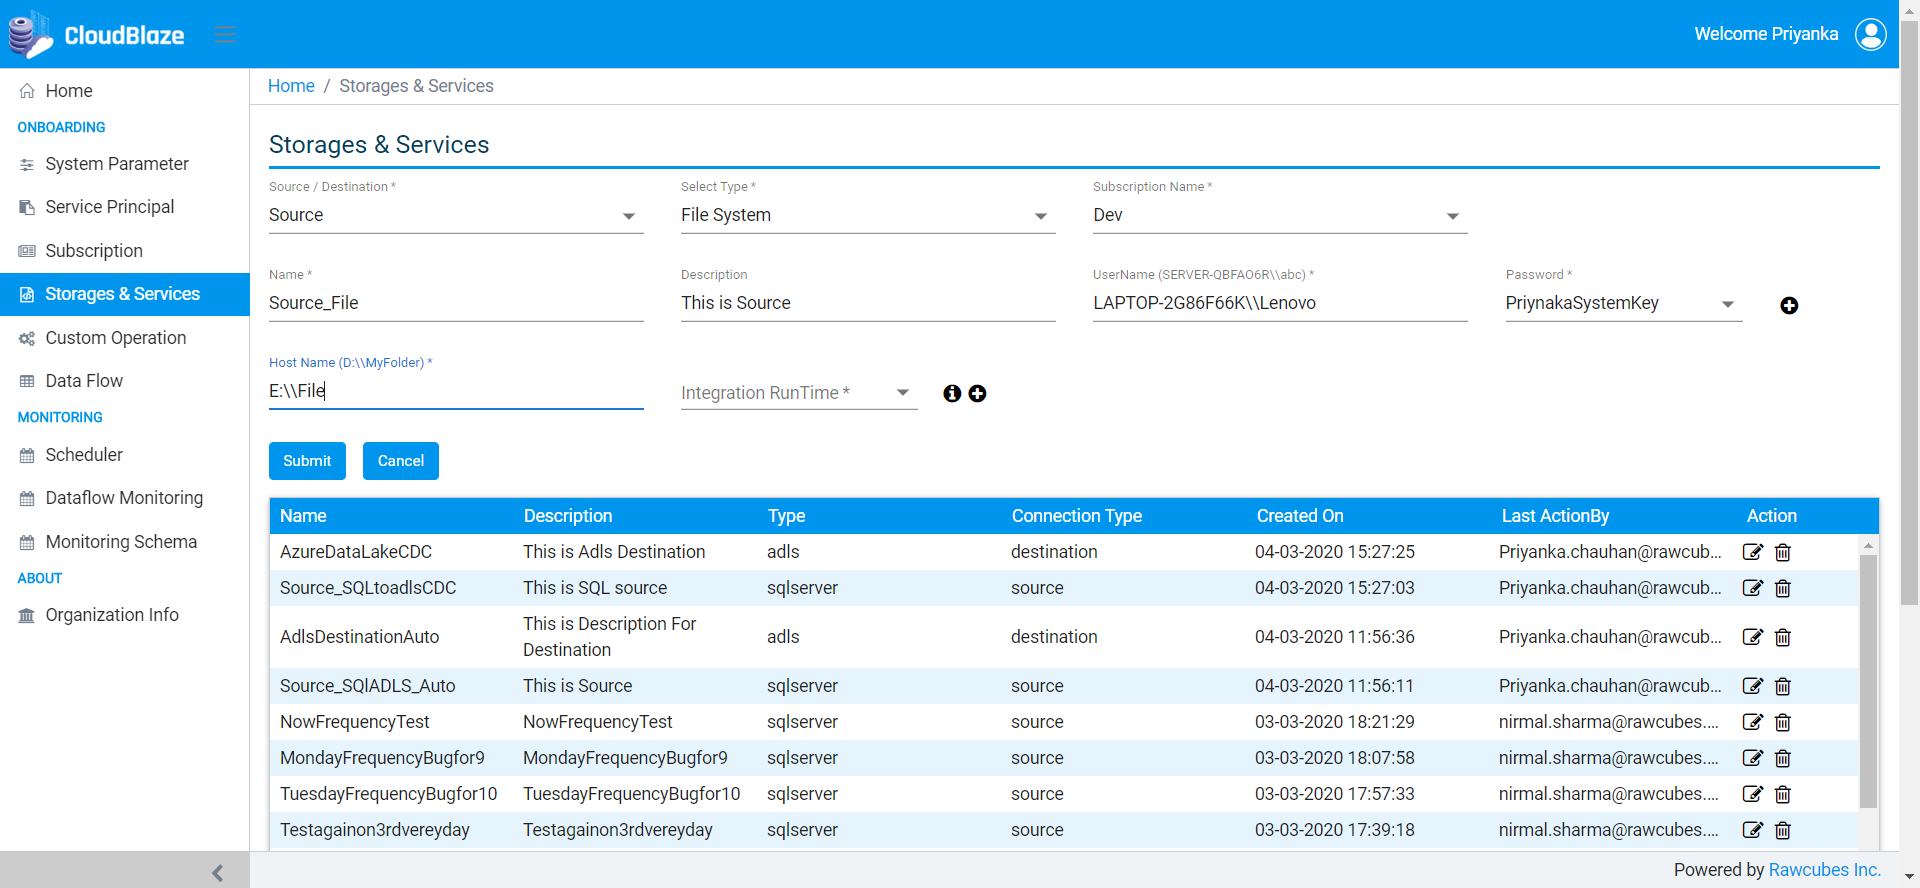 CloudBlaze
Welcome Priyanka
Home
ONBOARDING
System Parameter
Service Principal
Subscription
Storages & Services
Custom Operation
Data Flow
MONITORING
Scheduler
Dataflow Monitoring
Monitoring Schema
ABOUT
Organization Info
Home / Storages & Services
Storages & Services
Source / Destination * Select Type * Subscription Name *
Source File System Dev
Name * Description UserName (SERVER-QBFAO6R\\abc) * Password *
Source_File This is Source LAPTOP-2G86F66K\\Lenovo PriynakaSystemKey
Host Name (D:\\MyFolder) *
E:\\File Integration RunTime *
Submit Cancel
Name Description Type Connection Type Created On Last ActionBy Action
AzureDataLakeCDC This is Adls Destination adls destination 04-03-2020 15:27:25 Priyanka.chauhan@rawcub...
Source_SQLtoadlsCDC This is SQL source sqlserver source 04-03-2020 15:27:03 Priyanka.chauhan@rawcub...
AdlsDestinationAuto This is Description For Destination adls destination 04-03-2020 11:56:36 Priyanka.chauhan@rawcub...
Source_SQlADLS_Auto This is Source sqlserver source 04-03-2020 11:56:11 Priyanka.chauhan@rawcub...
NowFrequencyTest NowFrequencyTest sqlserver source 03-03-2020 18:21:29 nirmal.sharma@rawcubes....
MondayFrequencyBugfor9 MondayFrequencyBugfor9 sqlserver source 03-03-2020 18:07:58 nirmal.sharma@rawcubes....
TuesdayFrequencyBugfor10 TuesdayFrequencyBugfor10 sqlserver source 03-03-2020 17:57:33 nirmal.sharma@rawcubes....
Testagainon3rdvereyday Testagainon3rdvereyday sqlserver source 03-03-2020 17:39:18 nirmal.sharma@rawcubes....
Powered by Rawcubes Inc.